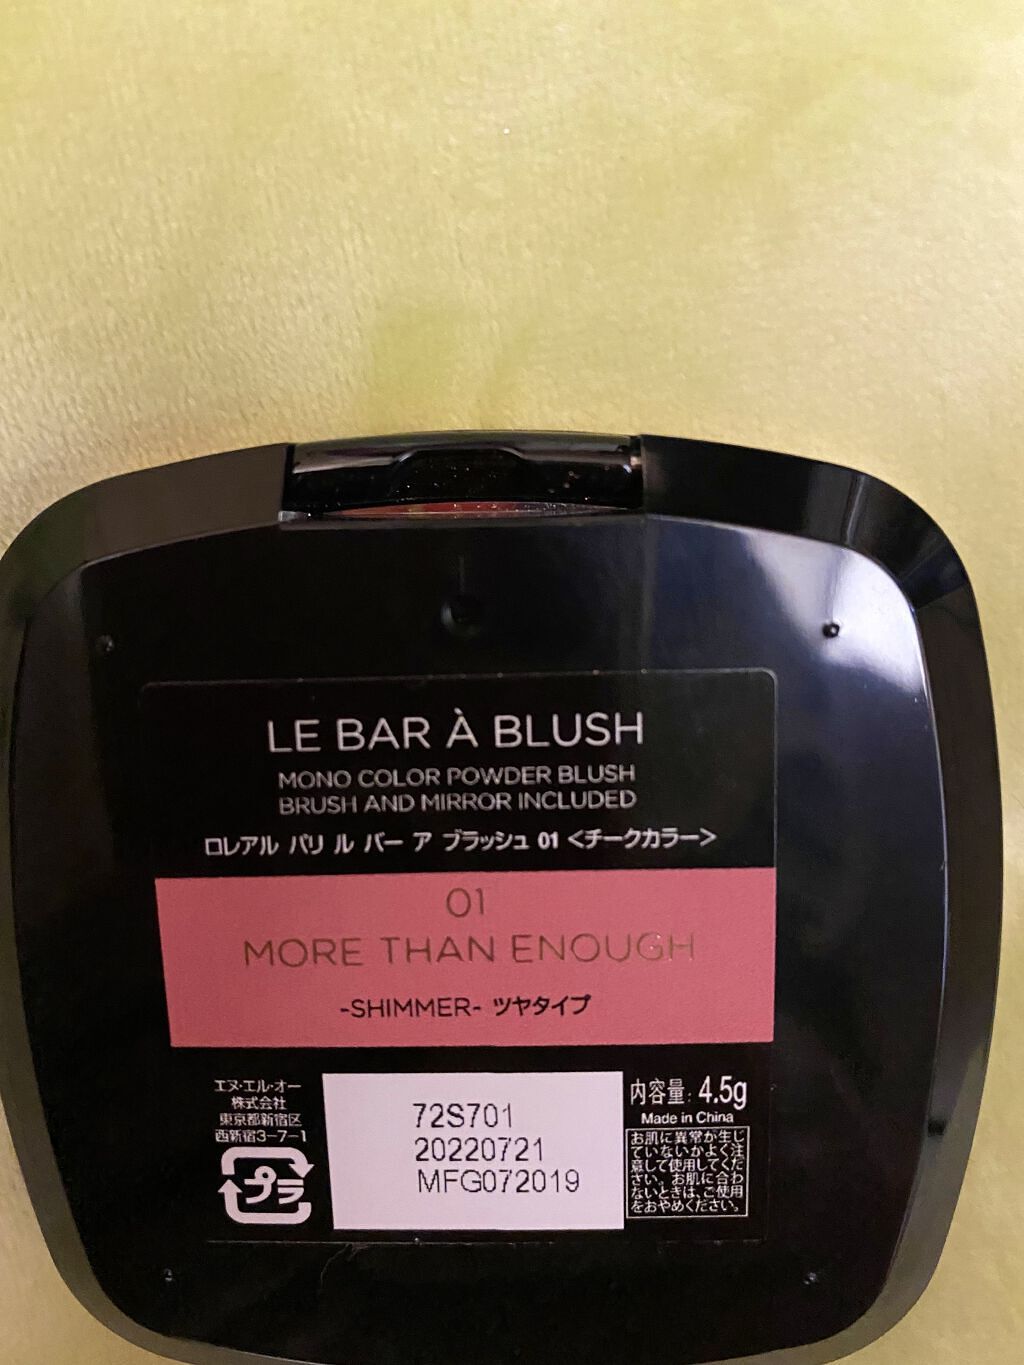 LE BAR À BLUSH
MONO COLOR POWDER BLUSH
BRUSH AND MIRROR INCLUDED
ロレアル パリ ル バー ア ブラッシュ 01 <チークカラー>
01
MORE THAN ENOUGH
-SHIMMER- ツヤタイプ
エヌ・エル・オー
株式会社
東京都新宿区
西新宿3-7-1
プラ
72S701
20220721
MFG072019
内容量: 4.5g
Made in China
お肌に異常が生じ
ていないかよく注
意して使用してくだ
さい。お肌に合わ
ないときは、ご使用
をおやめください。